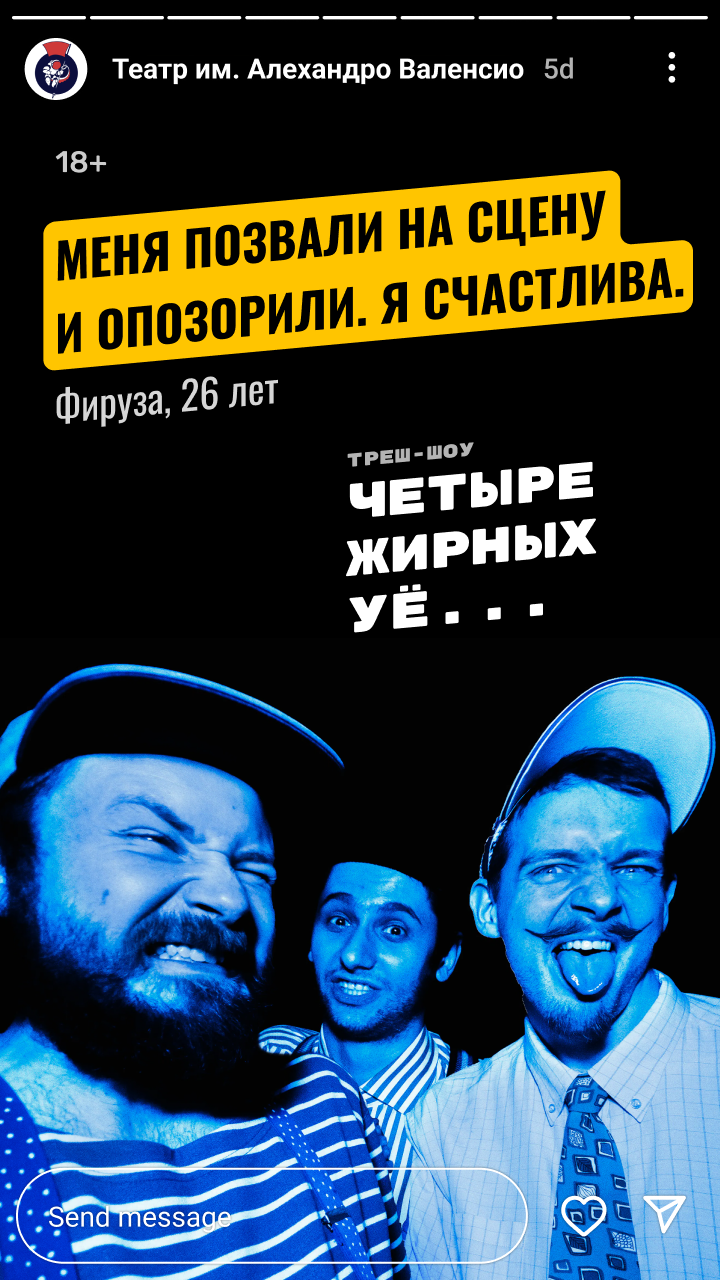 Театр им. Алехандро Валенсио 5d
18+
МЕНЯ ПОЗВАЛИ НА СЦЕНУ
И ОПОЗОРИЛИ. Я СЧАСТЛИВА.
Фируза, 26 лет
ТРЕШ-ШОУ
ЧЕТЫРЕ
ЖИРНЫХ
УЁ...
Send message